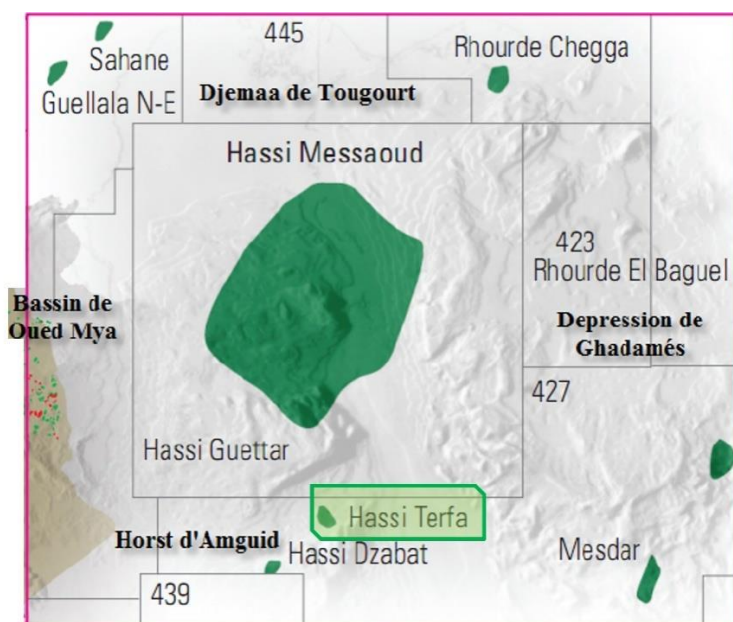 445
Sahane
Rhourde Chegga
Guellala N-E
Djemaa de Tougourt
Hassi Messaoud
423
Rhourde El Baguel
Bassin de
Oued Mya
Depression de
Ghadamés
427
Hassi Guettar
Hassi Terfa
Horst d'Amguid
Hassi Dzabat
Mesdar
439